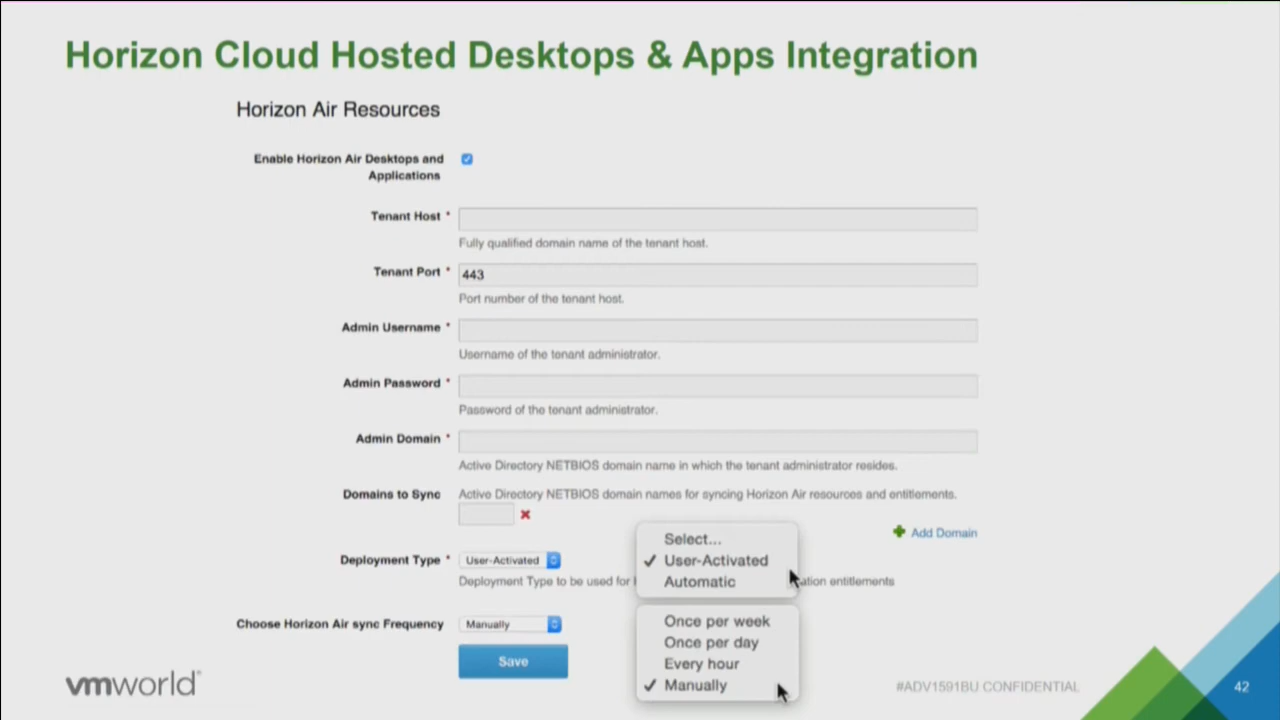 Horizon Cloud Hosted Desktops & Apps Integration
Horizon Air Resources
Enable Horizon Air Desktops and
Applications
Tenant Host *
Fully qualified domain name of the tenant host.
Tenant Port * 443
Port number of the tenant host.
Admin Username *
Username of the tenant administrator.
Admin Password *
Password of the tenant administrator.
Admin Domain *
Active Directory NETBIOS domain name in which the tenant administrator resides.
Domains to Sync Active Directory NETBIOS domain names for syncing Horizon Air resources and entitlements.
Add Domain
Deployment Type * User-Activated
Deployment Type to be used for
entitlements
Select...
User-Activated
Automatic
Choose Horizon Air sync Frequency Manually
Once per week
Once per day
Every hour
Manually
Save
vmworld®
#ADV1591BU CONFIDENTIAL
42